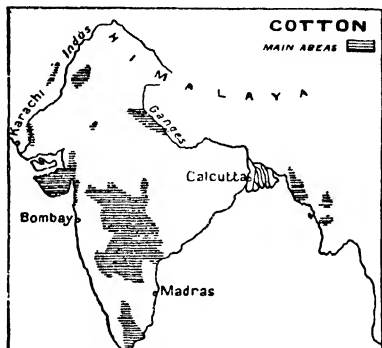 COTTON
MAIN AREAS
HIMALAYA
Indus
Karachi
Ganges
Calcutta
Bombay
Madras